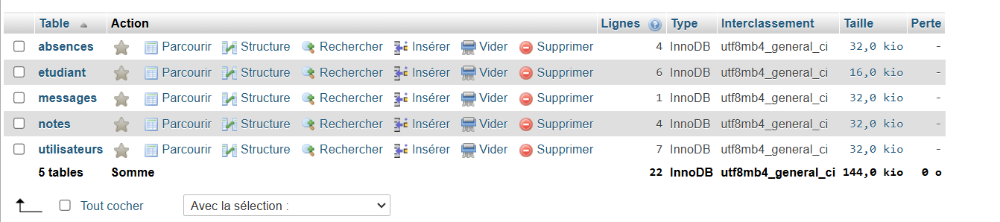 Table Action Lignes Type Interclassement Taille Perte
absences Parcourir Structure Rechercher Insérer Vider Supprimer 4 InnoDB utf8mb4_general_ci 32,0 kio -
etudiant Parcourir Structure Rechercher Insérer Vider Supprimer 6 InnoDB utf8mb4_general_ci 16,0 kio -
messages Parcourir Structure Rechercher Insérer Vider Supprimer 1 InnoDB utf8mb4_general_ci 32,0 kio -
notes Parcourir Structure Rechercher Insérer Vider Supprimer 4 InnoDB utf8mb4_general_ci 32,0 kio -
utilisateurs Parcourir Structure Rechercher Insérer Vider Supprimer 7 InnoDB utf8mb4_general_ci 32,0 kio -
5 tables Somme 22 InnoDB utf8mb4_general_ci 144,0 kio 0 o
Tout cocher Avec la sélection :